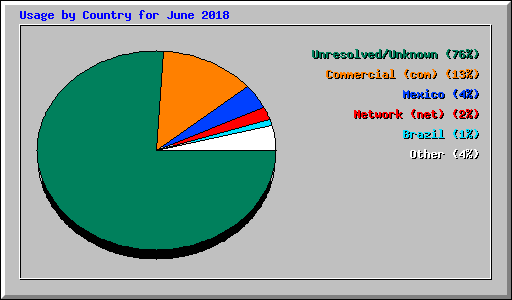 Usage by Country for June 2018
Unresolved/Unknown (76%)
Commercial (com) (13%)
Mexico (4%)
Network (net) (2%)
Brazil (1%)
Other (4%)